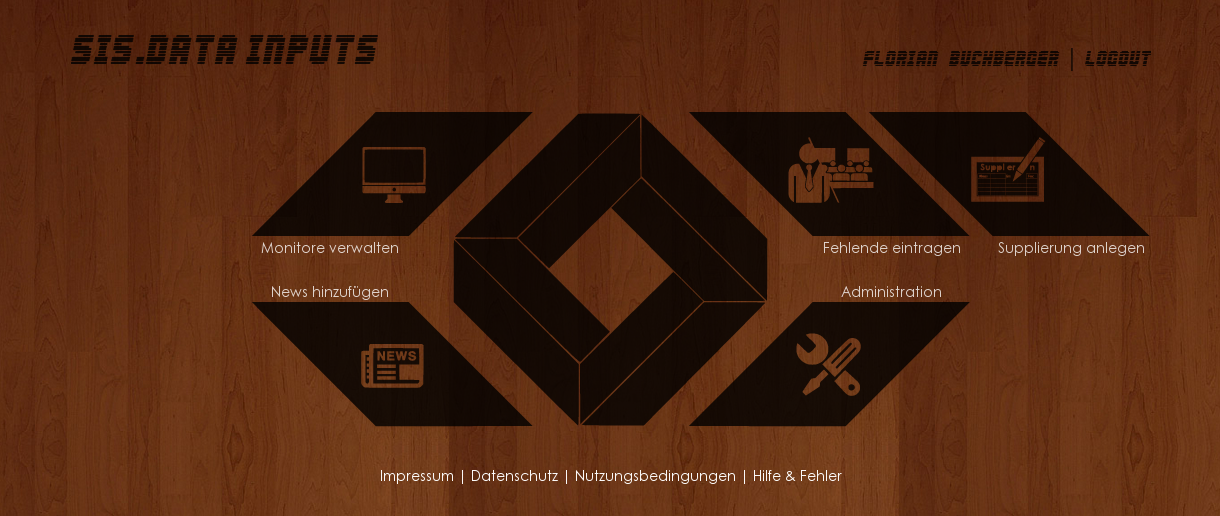 SIS.DATA INPUTS
FLORIAN BUCHBERGER | LOGOUT
Monitore verwalten
Fehlende eintragen
Supplierung anlegen
News hinzufügen
Administration
NEWS
Impressum | Datenschutz | Nutzungsbedingungen | Hilfe & Fehler